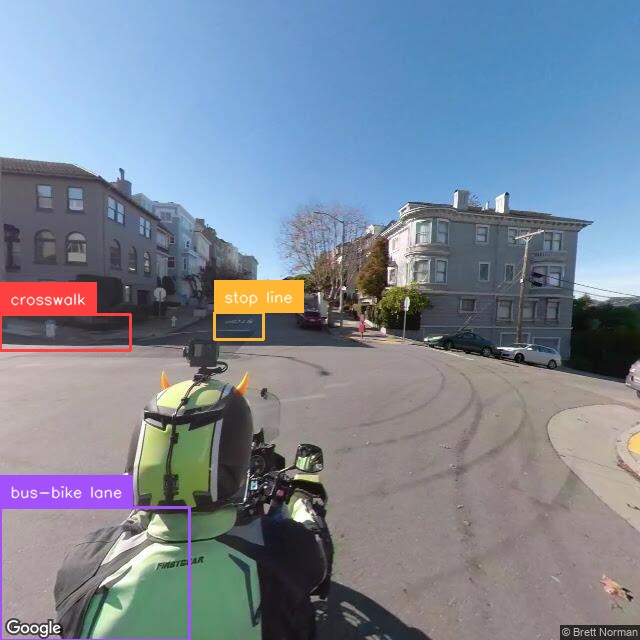 crosswalk
stop line
bus-bike lane
FIRSTGEAR
Google
© Brett Norman